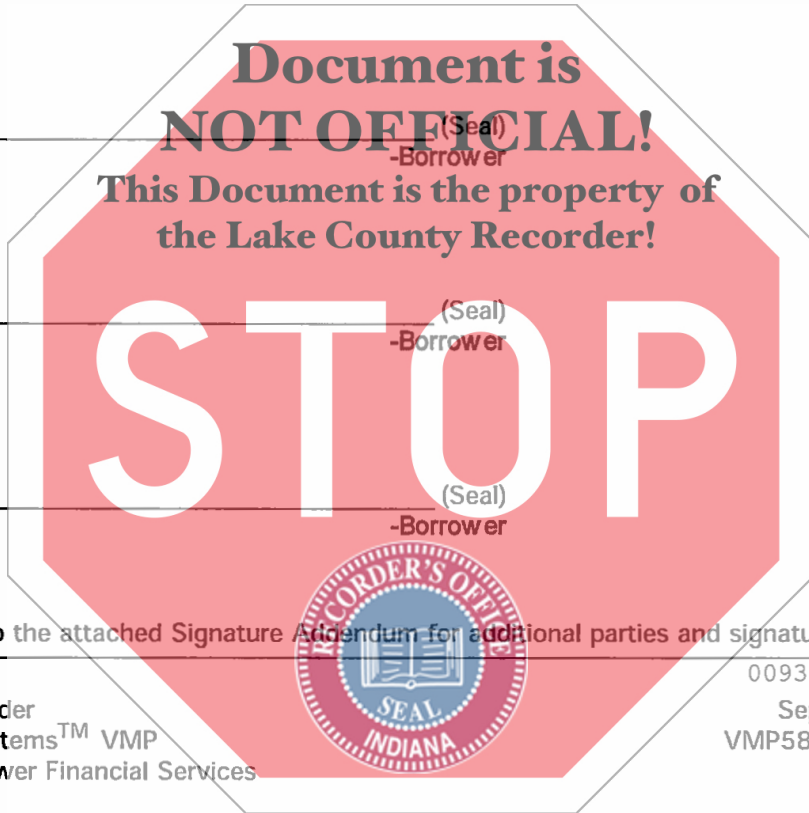 Document is
NOT OFFICIAL!
(Seal)
-Borrower
This Document is the property of
the Lake County Recorder!
STOP
(Seal)
-Borrower
(Seal)
-Borrower
RECORDER'S OFFICE
SEAL
INDIANA
the attached Signature Addendum for additional parties and signatu
0093
der
Sep
tems™ VMP
VMP58
wer Financial Services